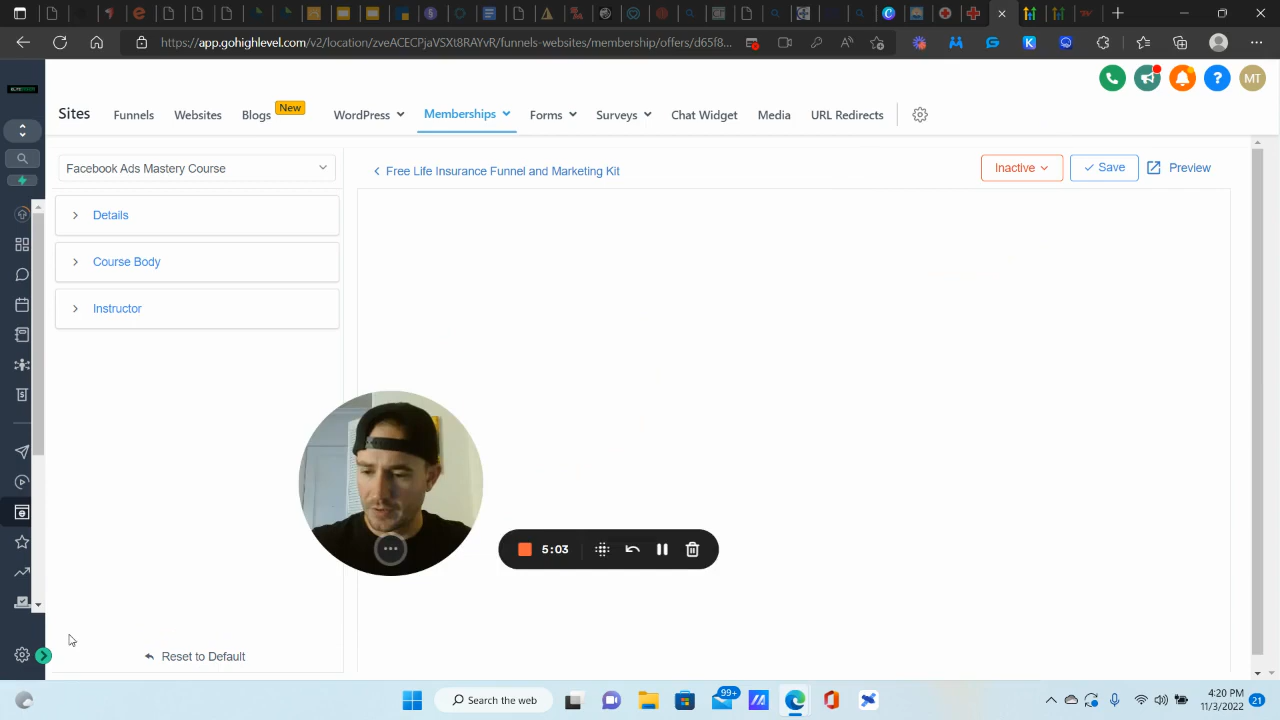 https://app.gohighlevel.com/v2/location/zveACECPjaVSXt8RAYvR/funnels-websites/membership/offers/d65f8...
MT
Sites
Funnels
Websites
Blogs
New
WordPress
Memberships
Forms
Surveys
Chat Widget
Media
URL Redirects
Facebook Ads Mastery Course
Free Life Insurance Funnel and Marketing Kit
Inactive
Save
Preview
Details
Course Body
Instructor
5:03
Reset to Default
Search the web
99+
4:20 PM
11/3/2022
21